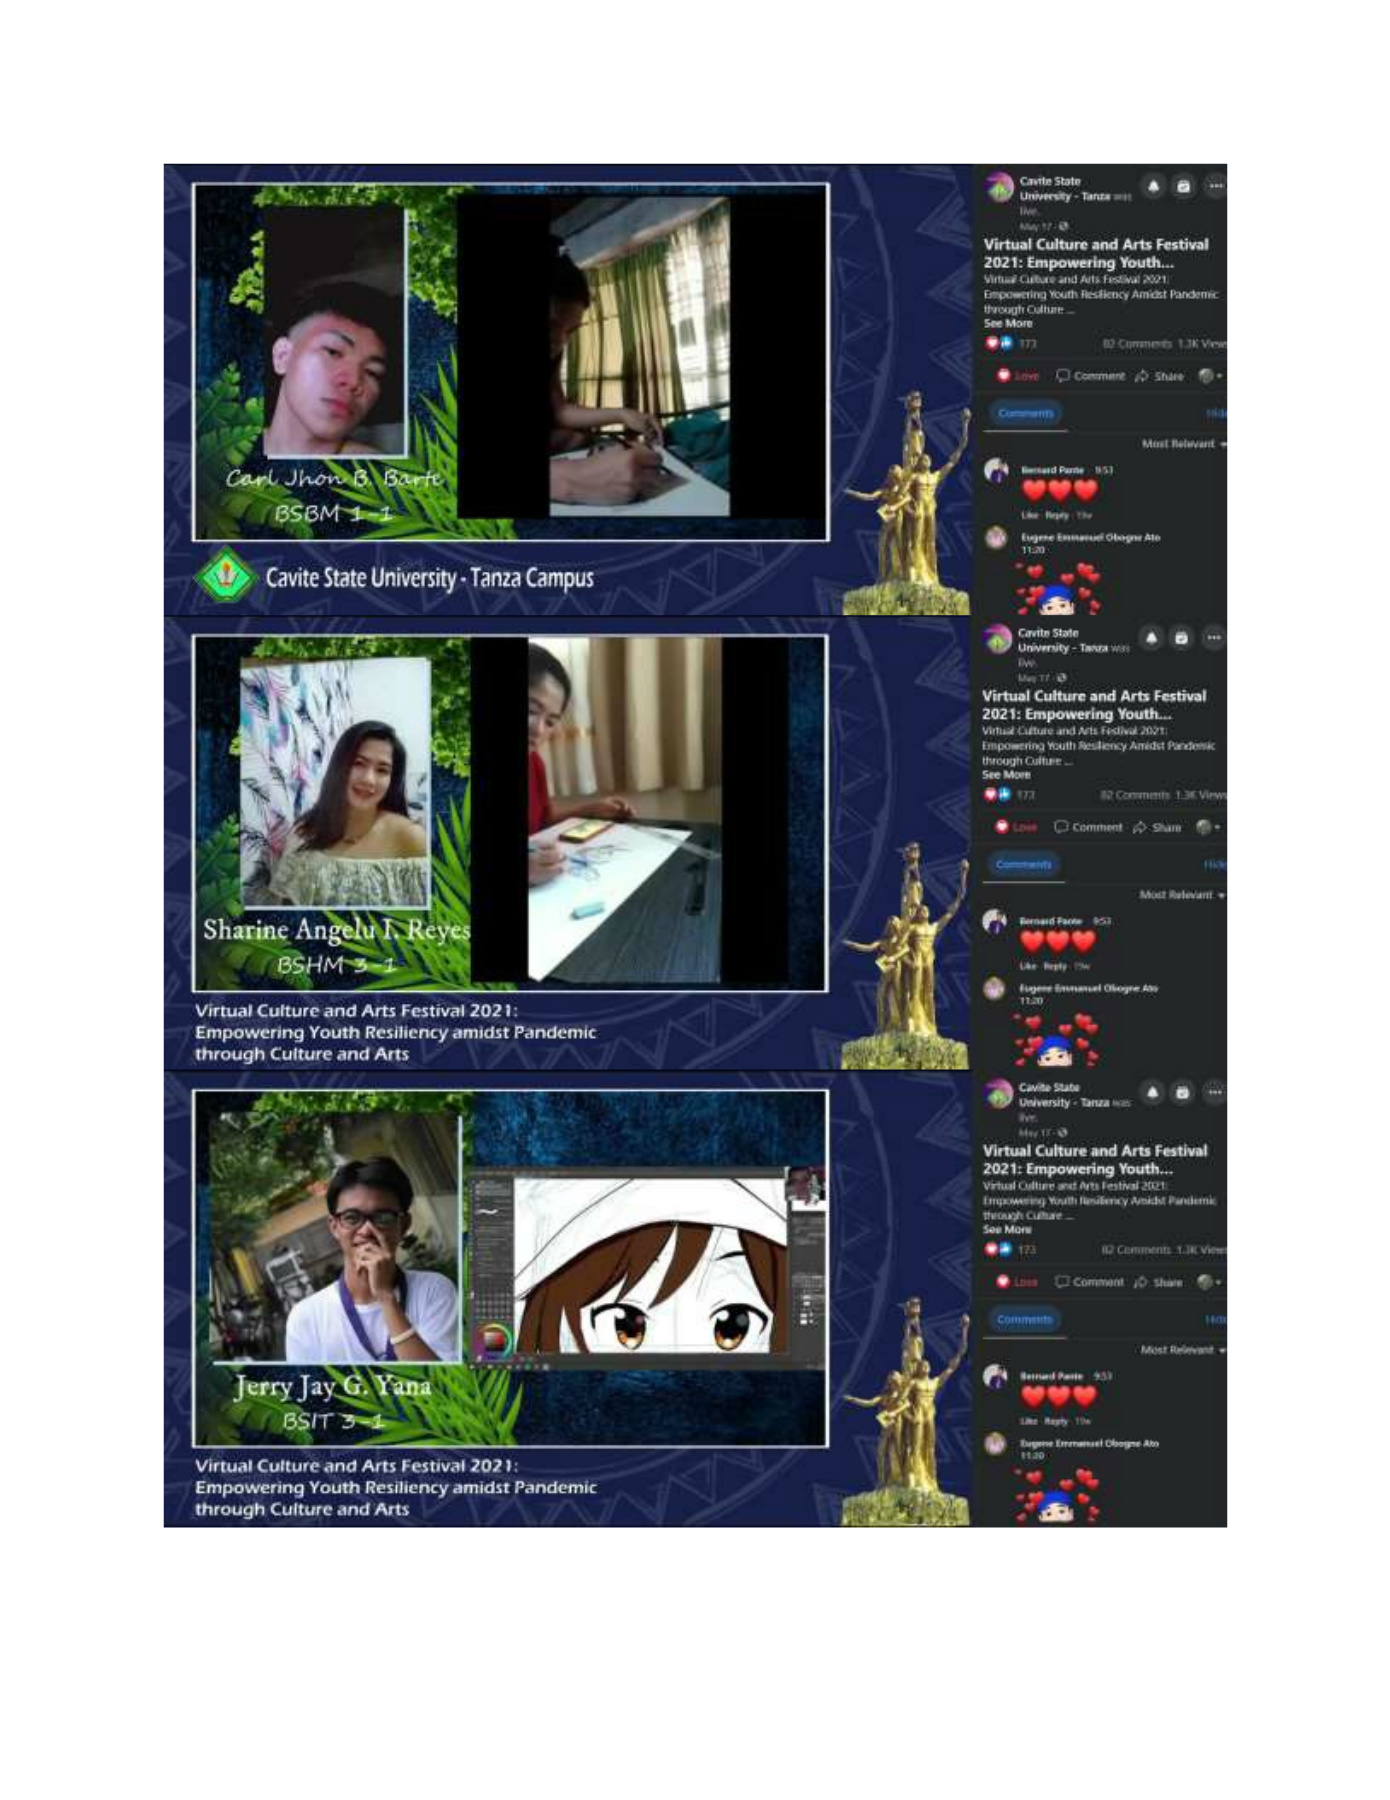 Carl Jhon B. Barte
BSBM 1-1
Cavite State University - Tanza Campus
Cavite State
University - Tanza was
live.
May 17
Virtual Culture and Arts Festival
2021: Empowering Youth...
Virtual Culture and Arts Festival 2021:
Empowering Youth Resiliency Amidst Pandemic
through Culture ...
See More
173 82 Comments 1.3K Views
Love Comment Share
Comments Hide
Most Relevant
Bernard Pante 9:53
Like Reply 19w
Eugene Emmanuel Obogne Ato
11:20
Sharine Angelu I. Reyes
BSHM 3-1
Virtual Culture and Arts Festival 2021:
Empowering Youth Resiliency amidst Pandemic
through Culture and Arts
Cavite State
University - Tanza was
live.
May 17
Virtual Culture and Arts Festival
2021: Empowering Youth...
Virtual Culture and Arts Festival 2021:
Empowering Youth Resiliency Amidst Pandemic
through Culture ...
See More
173 82 Comments 1.3K Views
Love Comment Share
Comments Hide
Most Relevant
Bernard Pante 9:53
Like Reply 19w
Eugene Emmanuel Obogne Ato
11:20
Jerry Jay G. Yana
BSIT 3-1
Virtual Culture and Arts Festival 2021:
Empowering Youth Resiliency amidst Pandemic
through Culture and Arts
Cavite State
University - Tanza was
live.
May 17
Virtual Culture and Arts Festival
2021: Empowering Youth...
Virtual Culture and Arts Festival 2021:
Empowering Youth Resiliency Amidst Pandemic
through Culture ...
See More
173 82 Comments 1.3K Views
Love Comment Share
Comments Hide
Most Relevant
Bernard Pante 9:53
Like Reply 19w
Eugene Emmanuel Obogne Ato
11:20